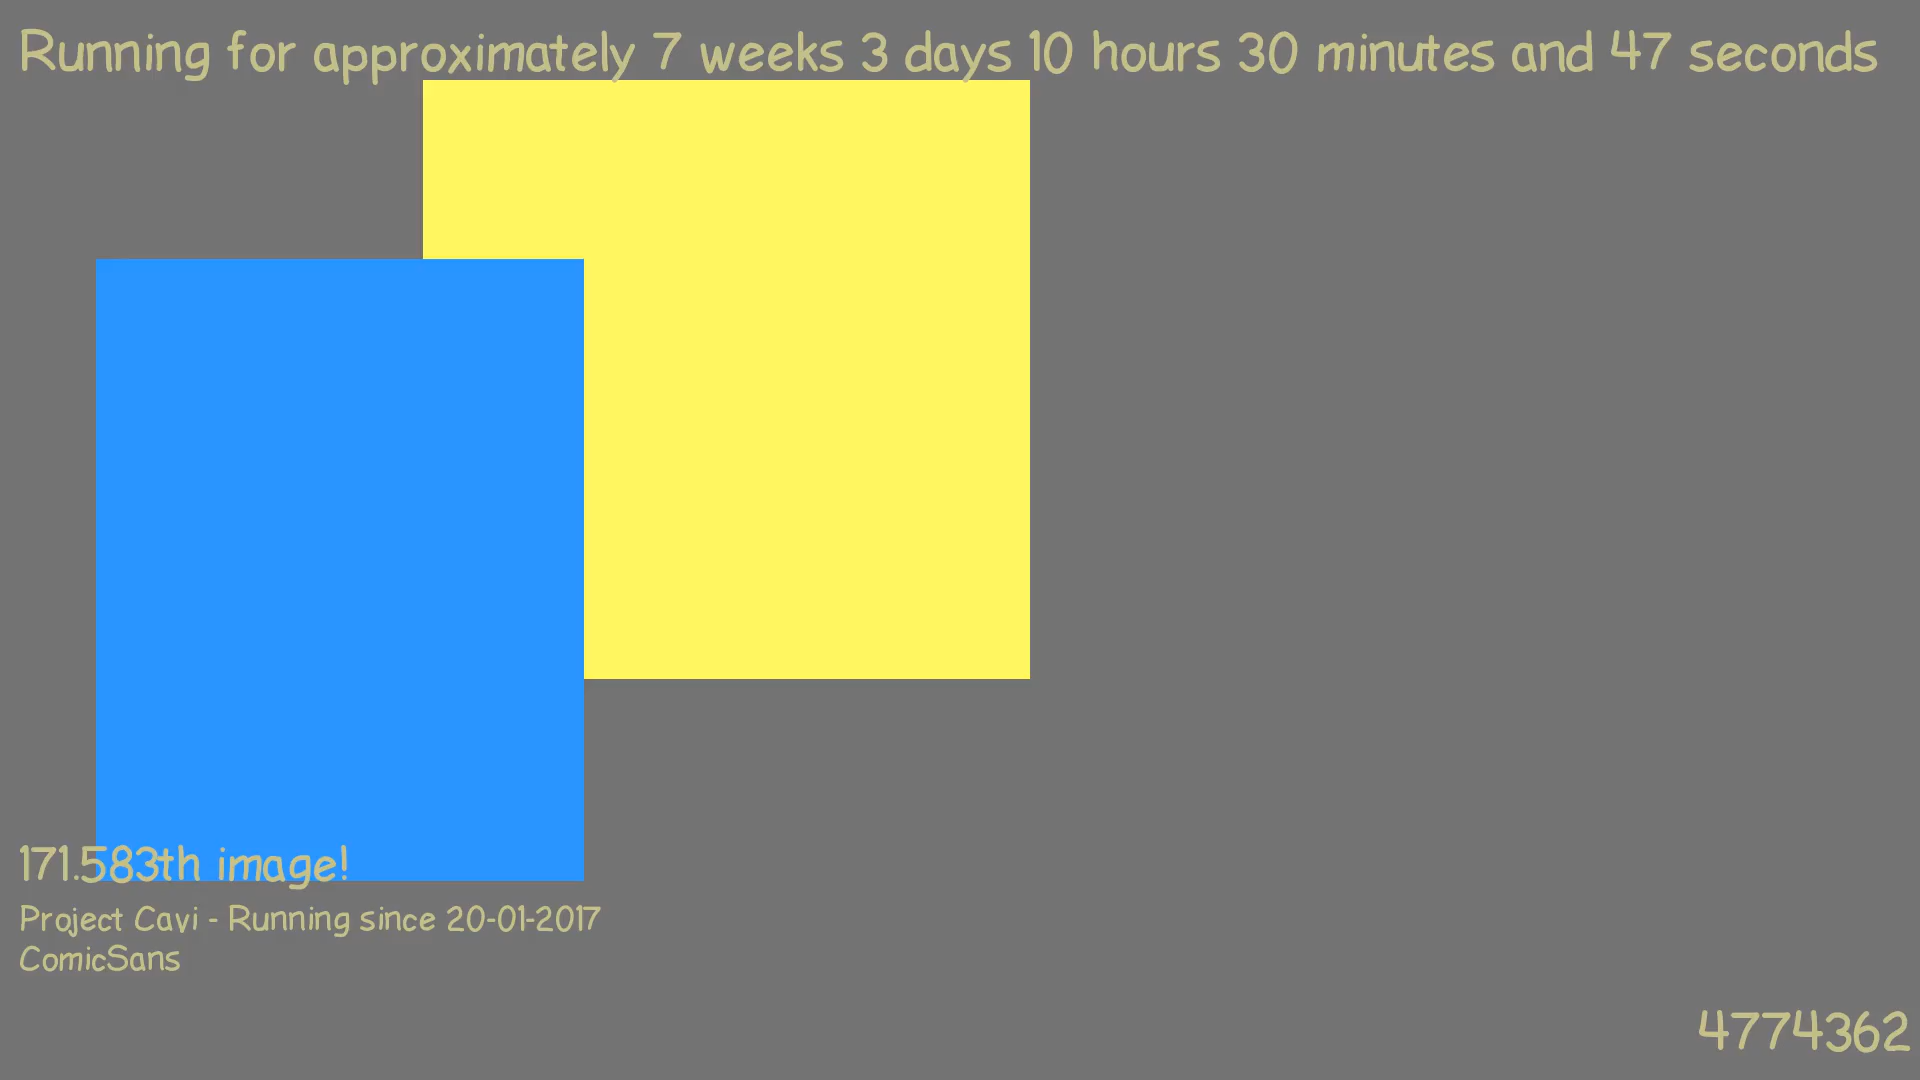 Running for approximately 7 weeks 3 days 10 hours 30 minutes and 47 seconds
171.583th image!
Project Cavi - Running since 20-01-2017
ComicSans
4774362